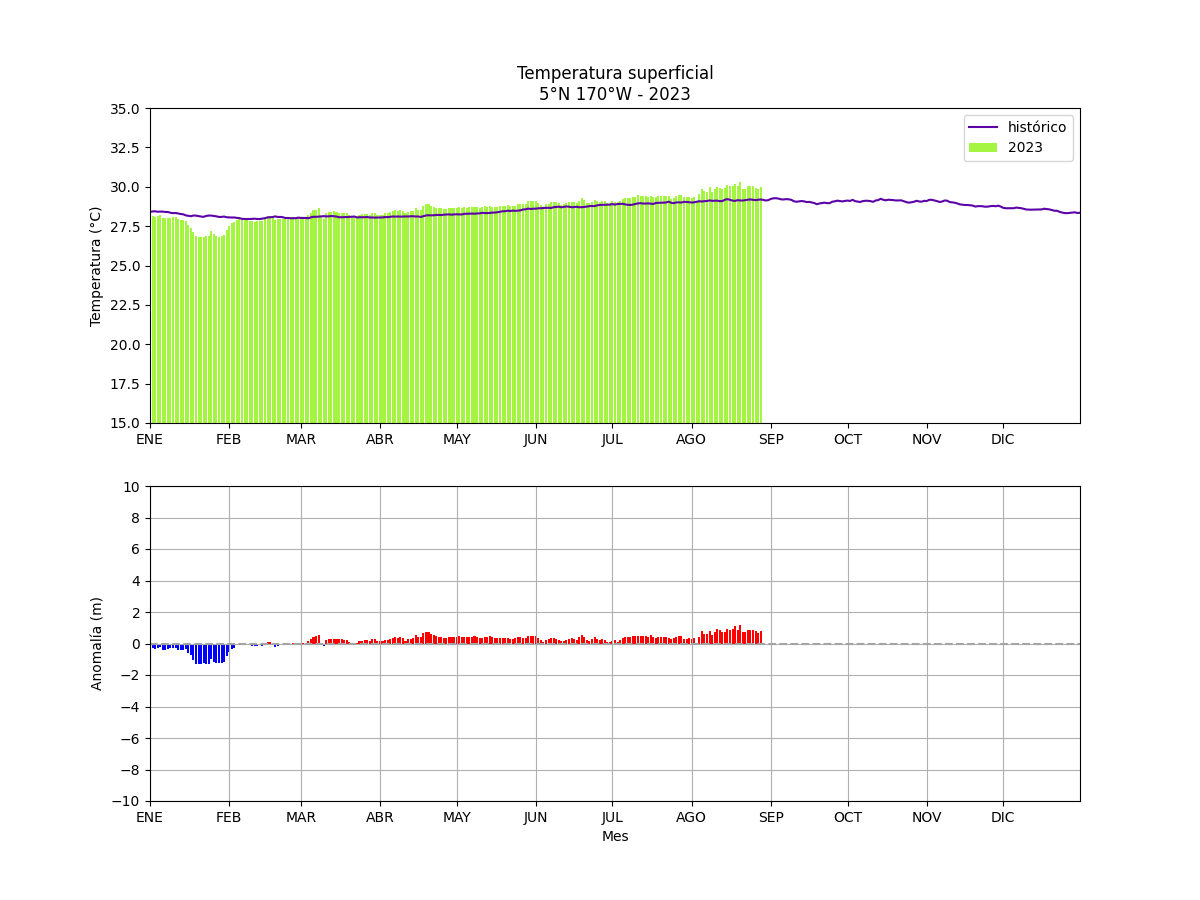 Temperatura superficial
5°N 170°W - 2023
35.0
32.5
30.0
27.5
25.0
22.5
20.0
17.5
15.0
Temperatura (°C)
histórico
2023
ENE FEB MAR ABR MAY JUN JUL AGO SEP OCT NOV DIC
10
8
6
4
2
0
−2
−4
−6
−8
−10
Anomalía (m)
ENE FEB MAR ABR MAY JUN JUL AGO SEP OCT NOV DIC
Mes